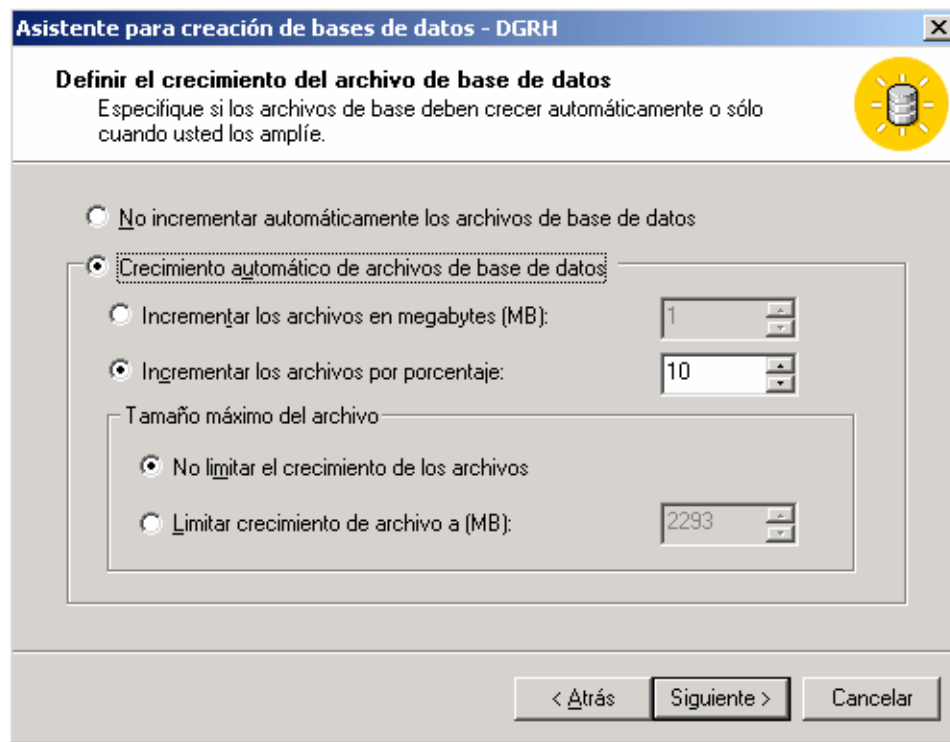 Asistente para creación de bases de datos - DGRH
Definir el crecimiento del archivo de base de datos
Especifique si los archivos de base deben crecer automáticamente o sólo
cuando usted los amplíe.
No incrementar automáticamente los archivos de base de datos
Crecimiento automático de archivos de base de datos
Incrementar los archivos en megabytes (MB): 1
Incrementar los archivos por porcentaje: 10
Tamaño máximo del archivo
No limitar el crecimiento de los archivos
Limitar crecimiento de archivo a (MB): 2293
< Atrás Siguiente > Cancelar